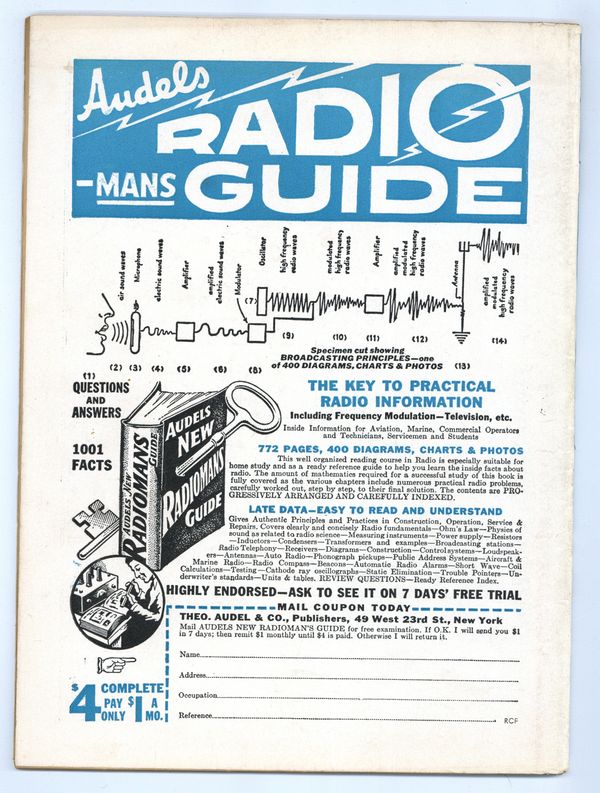 Audels
RADIO
-MANS GUIDE
air sound waves
Microphone
electric sound waves
Amplifier
amplified electric sound waves
Modulator
Oscillator
high frequency radio waves
modulated high frequency radio waves
Amplifier
amplified modulated high frequency radio waves
Antenna
amplified modulated high frequency radio waves
(1)
(2) (3) (4) (5) (6) (7) (8) (9) (10) (11) (12) (13) (14)
Specimen cut showing
BROADCASTING PRINCIPLES—one
of 400 DIAGRAMS, CHARTS & PHOTOS
QUESTIONS
AND
ANSWERS
1001
FACTS
AUDELS NEW
RADIOMANS
GUIDE
AUDELS
NEW
RADIOMANS
GUIDE
THE KEY TO PRACTICAL
RADIO INFORMATION
Including Frequency Modulation—Television, etc.
Inside Information for Aviation, Marine, Commercial Operators
and Technicians, Servicemen and Students
772 PAGES, 400 DIAGRAMS, CHARTS & PHOTOS
This well organized reading course in Radio is especially suitable for
home study and as a ready reference guide to help you learn the inside facts about
radio. The amount of mathematics required for a successful study of this book is
fully covered as the various chapters include numerous practical radio problems,
carefully worked out, step by step, to their final solution. The contents are PRO-
GRESSIVELY ARRANGED AND CAREFULLY INDEXED.
LATE DATA—EASY TO READ AND UNDERSTAND
Gives Authentic Principles and Practices in Construction, Operation, Service &
Repairs. Covers clearly and concisely Radio fundamentals—Ohm's Law—Physics of
sound as related to radio science—Measuring instruments—Power supply—Resistors
—Inductors—Condensers—Transformers and examples—Broadcasting stations—
Radio Telephony—Receivers—Diagrams—Construction—Control systems—Loudspeak-
ers—Antennas—Auto Radio—Phonograph pickups—Public Address Systems—Aircraft &
Marine Radio—Radio Compass—Beacons—Automatic Radio Alarms—Short Wave—Coil
Calculations—Testing—Cathode ray oscillographs—Static Elimination—Trouble Pointers—Un-
derwriter's standards—Units & tables. REVIEW QUESTIONS—Ready Reference Index.
HIGHLY ENDORSED—ASK TO SEE IT ON 7 DAYS' FREE TRIAL
MAIL COUPON TODAY
THEO. AUDEL & CO., Publishers, 49 West 23rd St., New York
Mail AUDELS NEW RADIOMAN'S GUIDE for free examination. If O.K. I will send you $1
in 7 days; then remit $1 monthly until $4 is paid. Otherwise I will return it.
Name
Address
Occupation
Reference RCF
$4 COMPLETE
PAY $1 A
ONLY MO.